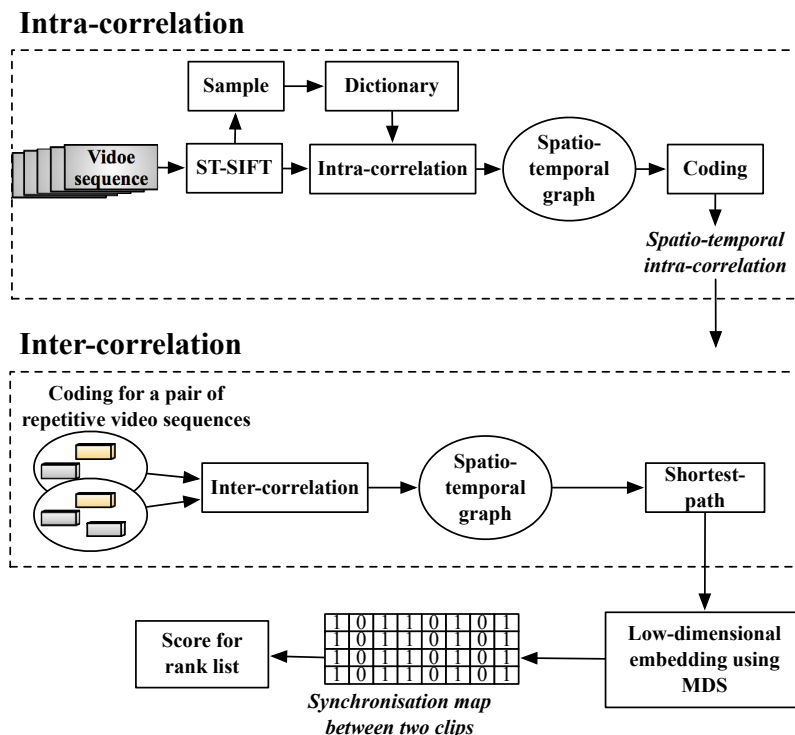 Intra-correlation
Sample
Dictionary
Vidoe
sequence
ST-SIFT
Intra-correlation
Spatio-
temporal
graph
Coding
Spatio-temporal
intra-correlation
Inter-correlation
Coding for a pair of
repetitive video sequences
Inter-correlation
Spatio-
temporal
graph
Shortest-
path
Score for
rank list
1 0 1 1 0 1 0 1
1 0 1 1 0 1 0 1
1 0 1 1 0 1 0 1
1 0 1 1 0 1 0 1
Synchronisation map
between two clips
Low-dimensional
embedding using
MDS